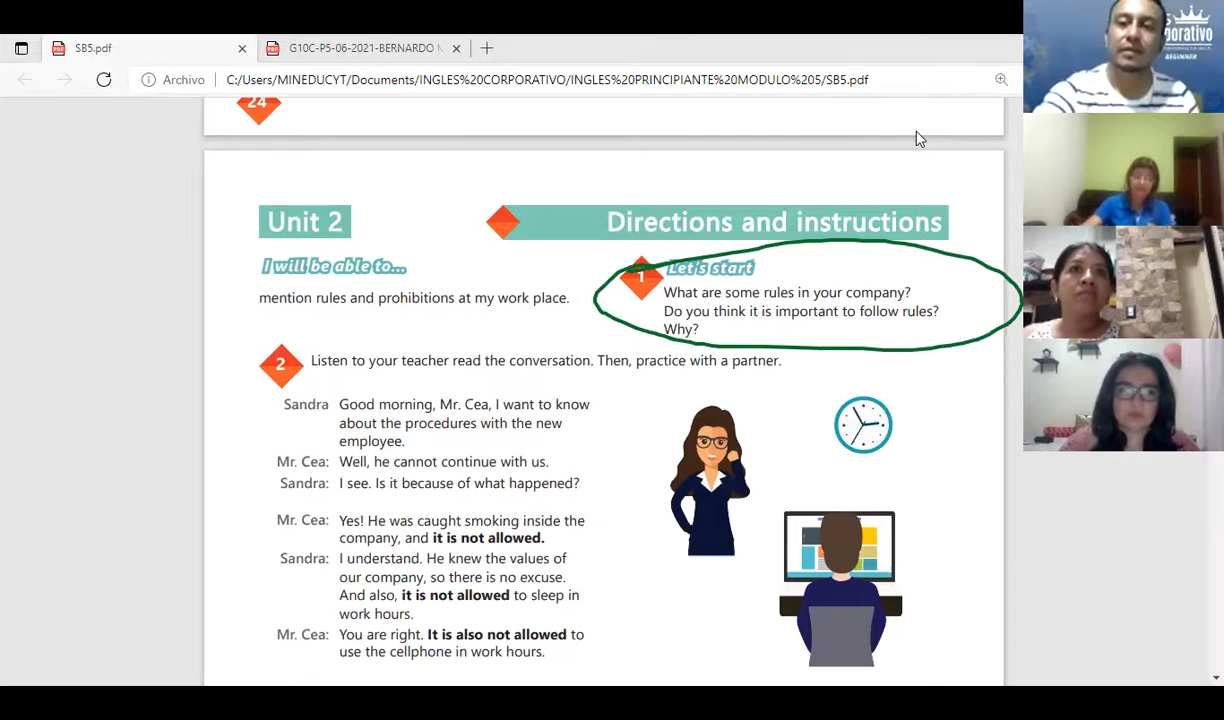 SB5.pdf
G10C-P5-06-2021-BERNARDO
Archivo
C:/Users/MINEDUCYT/Documents/INGLES%20CORPORATIVO/INGLES%20PRINCIPIANTE%20MODULO%205/SB5.pdf
porativo
BEGINNER
24
Unit 2
Directions and instructions
I will be able to...
mention rules and prohibitions at my work place.
1
Let's start
What are some rules in your company?
Do you think it is important to follow rules?
Why?
2
Listen to your teacher read the conversation. Then, practice with a partner.
Sandra Good morning, Mr. Cea, I want to know
about the procedures with the new
employee.
Mr. Cea: Well, he cannot continue with us.
Sandra: I see. Is it because of what happened?
Mr. Cea: Yes! He was caught smoking inside the
company, and it is not allowed.
Sandra: I understand. He knew the values of
our company, so there is no excuse.
And also, it is not allowed to sleep in
work hours.
Mr. Cea: You are right. It is also not allowed to
use the cellphone in work hours.